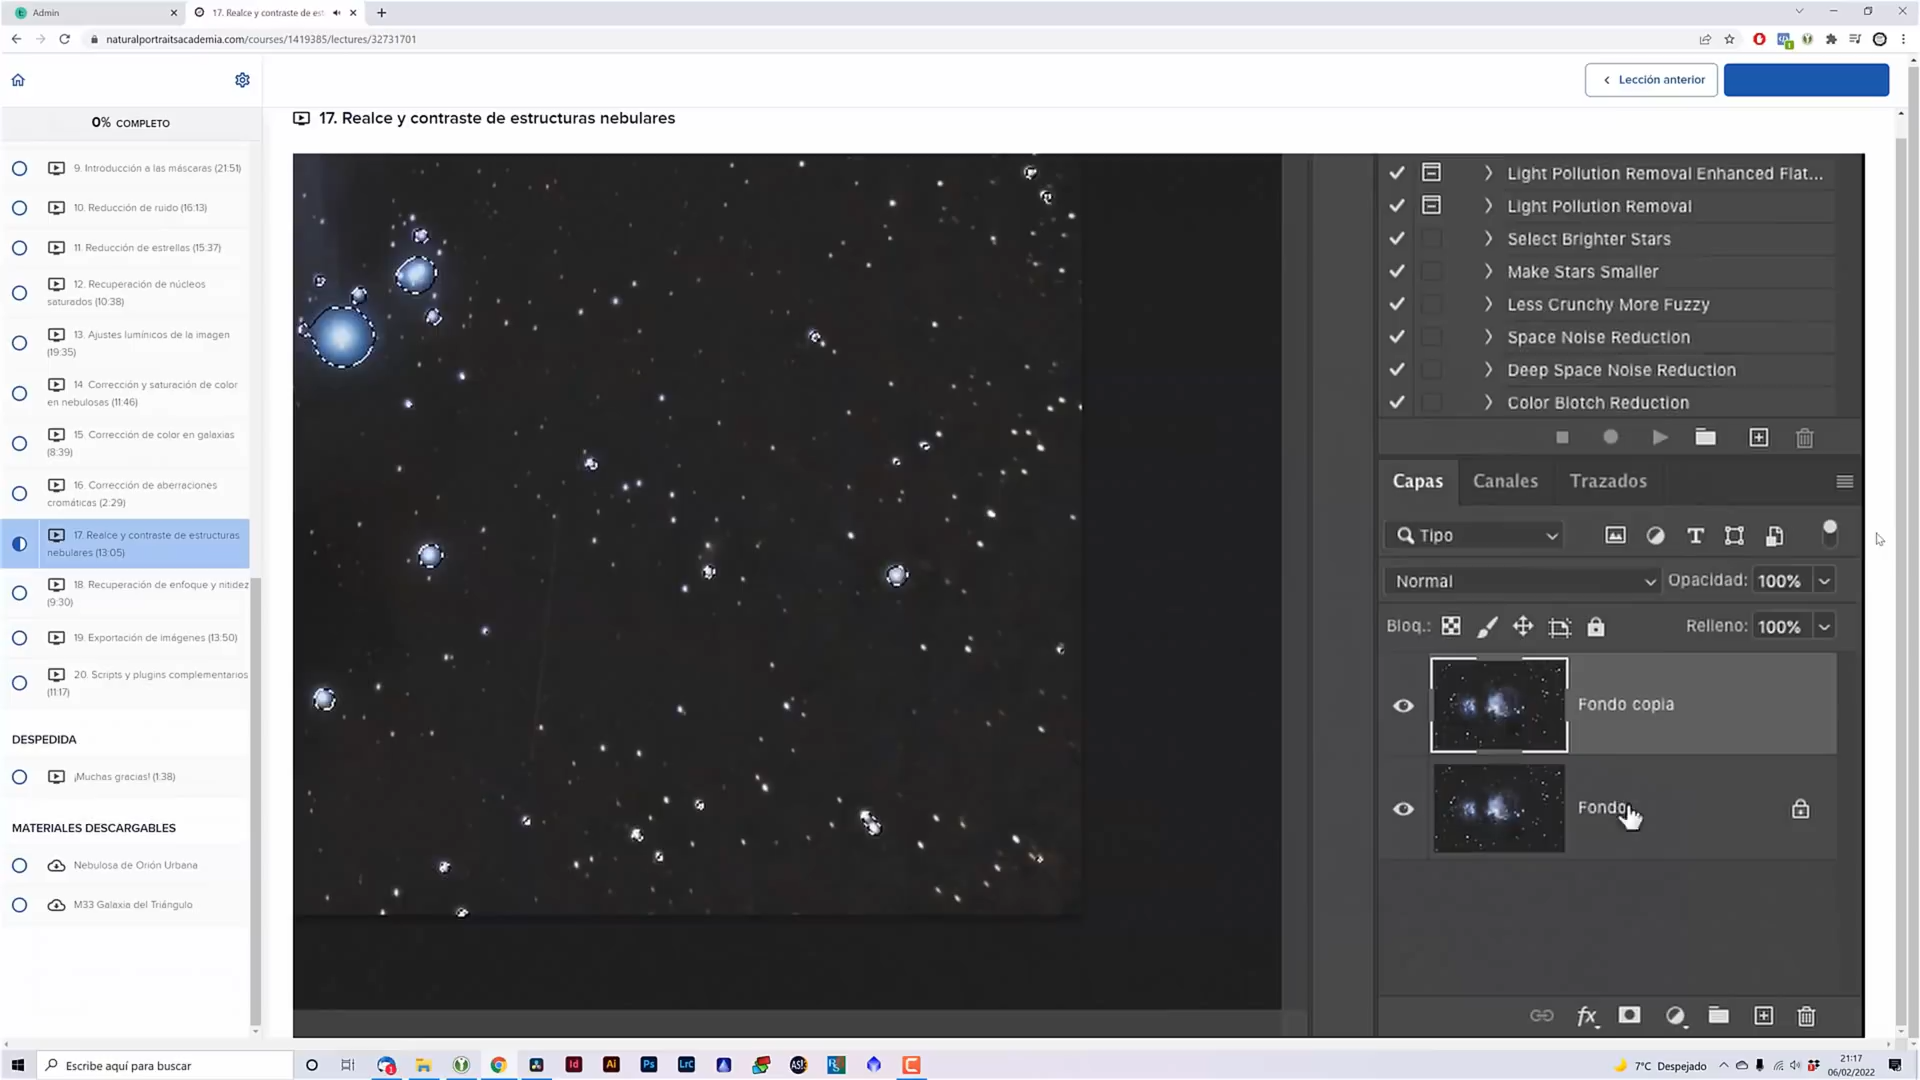 Admin
17. Realce y contraste de est
naturalportraitsacademia.com/courses/1419385/lectures/32731701
Lección anterior
0% COMPLETO
17. Realce y contraste de estructuras nebulares
9. Introducción a las máscaras (21:51)
10. Reducción de ruido (16:13)
11. Reducción de estrellas (15:37)
12. Recuperación de núcleos
saturados (10:38)
13. Ajustes lumínicos de la imagen
(19:35)
14. Corrección y saturación de color
en nebulosas (11:46)
15. Corrección de color en galaxias
(8:39)
16. Corrección de aberraciones
cromáticas (2:29)
17. Realce y contraste de estructuras
nebulares (13:05)
18. Recuperación de enfoque y nitidez
(9:30)
19. Exportación de imágenes (13:50)
20. Scripts y plugins complementarios
(11:17)
DESPEDIDA
¡Muchas gracias! (1:38)
MATERIALES DESCARGABLES
Nebulosa de Orión Urbana
M33 Galaxia del Triángulo
Light Pollution Removal Enhanced Flat...
Light Pollution Removal
Select Brighter Stars
Make Stars Smaller
Less Crunchy More Fuzzy
Space Noise Reduction
Deep Space Noise Reduction
Color Blotch Reduction
Capas Canales Trazados
Tipo
Normal Opacidad: 100%
Bloq.: Relleno: 100%
Fondo copia
Fondo
fx
Escribe aquí para buscar
Id Ai Ps LrC
7°C Despejado
21:17
06/02/2022